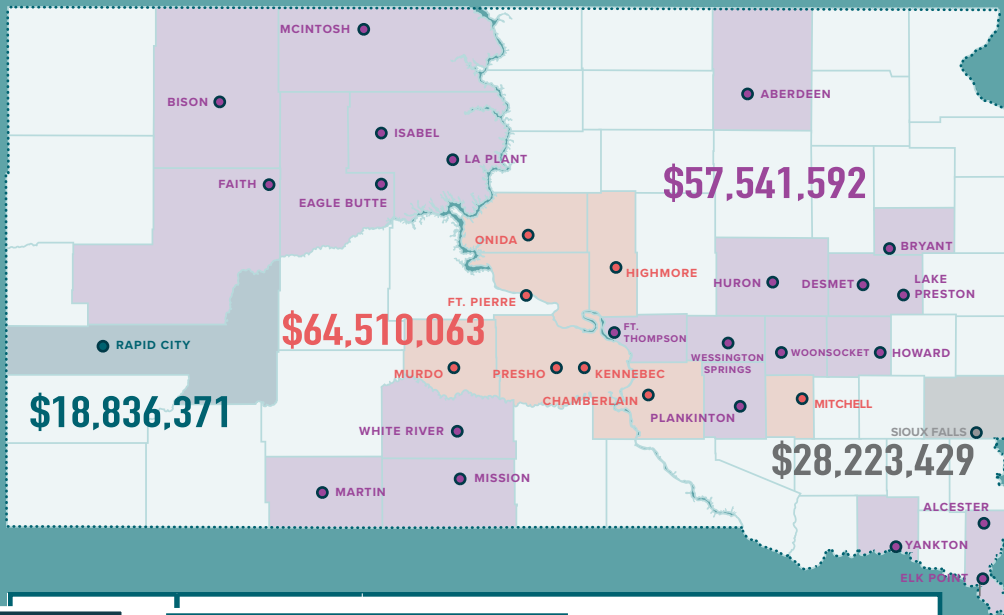 MCINTOSH
BISON
ABERDEEN
ISABEL
LA PLANT
FAITH
EAGLE BUTTE
$57,541,592
ONIDA
BRYANT
HIGHMORE
HURON
DESMET
LAKE
PRESTON
FT. PIERRE
$64,510,063
FT.
THOMPSON
RAPID CITY
WESSINGTON
SPRINGS
WOONSOCKET
HOWARD
MURDO
PRESHO
KENNEBEC
CHAMBERLAIN
MITCHELL
$18,836,371
PLANKINTON
WHITE RIVER
SIOUX FALLS
$28,223,429
MISSION
MARTIN
ALCESTER
YANKTON
ELK POINT